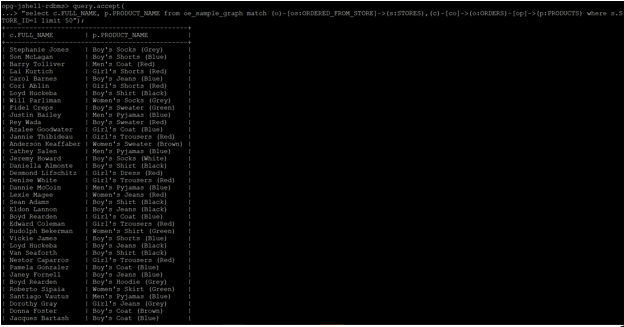 opg-jshell-rdbms> query.accept(
...> "select c.FULL_NAME, p.PRODUCT_NAME from oe_sample_graph match (o)-[os:ORDERED_FROM_STORE]->(s:STORES),(c)-[co]->(o:ORDERS)-[op]->(p:PRODUCTS) where s.S
TORE_ID=1 limit 50");
+------------------------------------------+
| c.FULL_NAME | p.PRODUCT_NAME |
+------------------------------------------+
| Stephanie Jones | Boy's Socks (Grey) |
| Son McLagan | Boy's Shorts (Blue) |
| Barry Tolliver | Men's Coat (Red) |
| Lai Kurtich | Girl's Shorts (Red) |
| Carol Barnes | Boy's Jeans (Blue) |
| Cori Ablin | Girl's Shorts (Red) |
| Loyd Huckeba | Boy's Shirt (Black) |
| Will Parliman | Women's Socks (Grey) |
| Fidel Creps | Boy's Sweater (Green) |
| Justin Bailey | Men's Pyjamas (Blue) |
| Rey Wada | Boy's Sweater (Red) |
| Azalee Goodwater | Girl's Coat (Blue) |
| Jannie Thibideau | Girl's Trousers (Red) |
| Anderson Keaffaber | Women's Sweater (Brown) |
| Cathey Salen | Men's Pyjamas (Blue) |
| Jeremy Howard | Boy's Socks (White) |
| Daniella Almonte | Boy's Shirt (Black) |
| Desmond Lifschitz | Girl's Dress (Red) |
| Denise White | Girl's Trousers (Red) |
| Dannie McCoin | Men's Pyjamas (Blue) |
| Lexie Magee | Women's Jeans (Red) |
| Sean Adams | Boy's Shirt (Black) |
| Eldon Lannon | Boy's Jeans (Black) |
| Boyd Rearden | Girl's Coat (Blue) |
| Edward Coleman | Girl's Trousers (Red) |
| Rudolph Bekerman | Women's Shirt (Green) |
| Vickie James | Boy's Shorts (Blue) |
| Loyd Huckeba | Boy's Jeans (Black) |
| Van Seaforth | Boy's Shirt (Black) |
| Nestor Caparros | Girl's Trousers (Red) |
| Pamela Gonzalez | Boy's Coat (Blue) |
| Janey Fornell | Boy's Jeans (Blue) |
| Boyd Rearden | Boy's Hoodie (Grey) |
| Roberto Sipaia | Women's Skirt (Green) |
| Santiago Vautus | Men's Pyjamas (Blue) |
| Dorothy Gray | Girl's Jeans (Grey) |
| Donna Foster | Boy's Coat (Brown) |
| Jacques Bartash | Boy's Coat (Blue) |